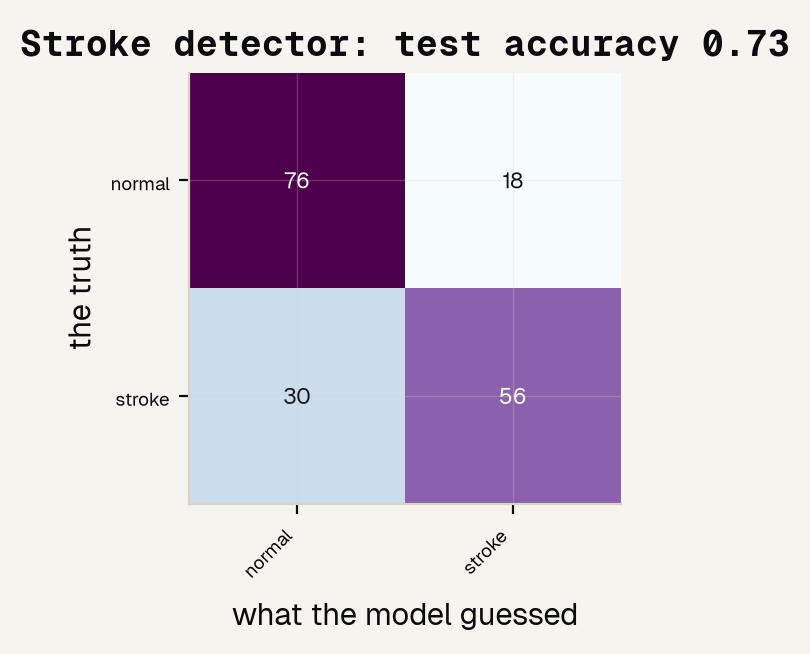 Stroke detector: test accuracy 0.73
normal
76
18
the truth
stroke
30
56
normal
stroke
what the model guessed